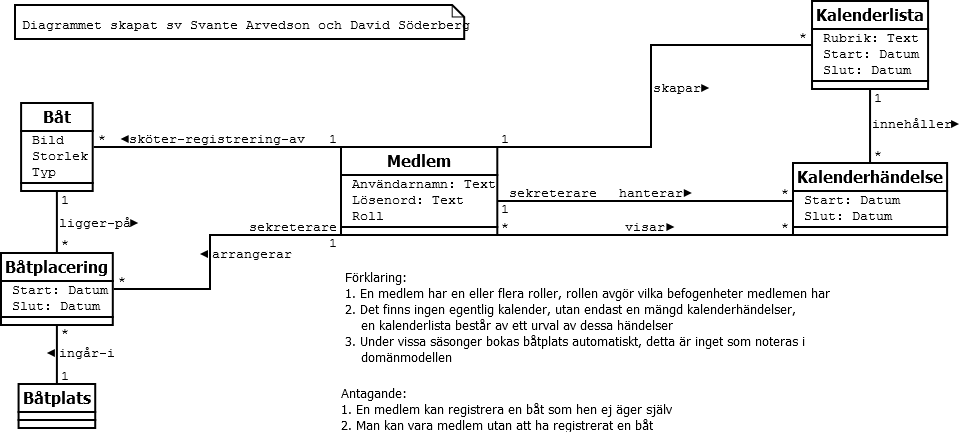 Diagrammet skapat sv Svante Arvedson och David Söderberg
Kalenderlista
Rubrik: Text
Start: Datum
Slut: Datum
*
skapar▶
1
innehåller▶
*
Båt
Bild
Storlek
Typ
*
◀sköter-registrering-av
1
1
Medlem
Användarnamn: Text
Lösenord: Text
Roll
sekreterare
hanterar▶
*
1
*
visar▶
*
Kalenderhändelse
Start: Datum
Slut: Datum
1
ligger-på▶
*
sekreterare
1
◀arrangerar
*
Båtplacering
Start: Datum
Slut: Datum
*
◀ingår-i
1
Båtplats
Förklaring:
1. En medlem har en eller flera roller, rollen avgör vilka befogenheter medlemen har
2. Det finns ingen egentlig kalender, utan endast en mängd kalenderhändelser,
en kalenderlista består av ett urval av dessa händelser
3. Under vissa säsonger bokas båtplats automatiskt, detta är inget som noteras i
domänmodellen
Antagande:
1. En medlem kan registrera en båt som hen ej äger själv
2. Man kan vara medlem utan att ha registrerat en båt